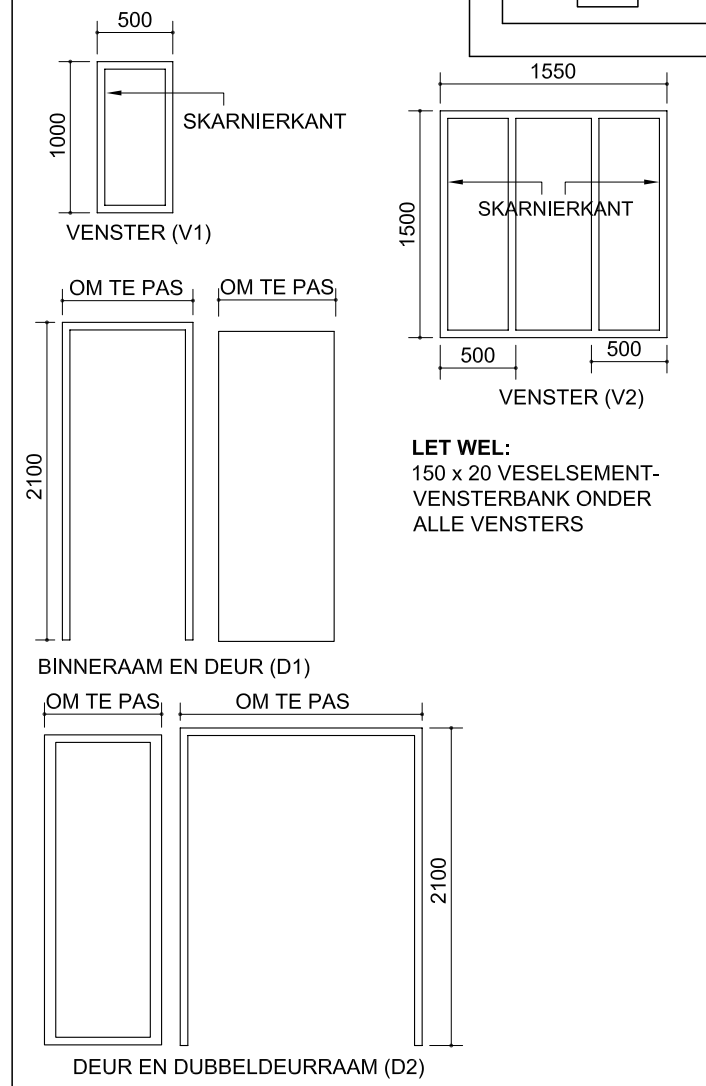 500
1000
SKARNIERKANT
VENSTER (V1)
1550
1500
SKARNIERKANT
500
500
VENSTER (V2)
LET WEL:
150 x 20 VESELSEMENT-
VENSTERBANK ONDER
ALLE VENSTERS
OM TE PAS
OM TE PAS
2100
BINNERAAM EN DEUR (D1)
OM TE PAS
OM TE PAS
2100
DEUR EN DUBBELDEURRAAM (D2)